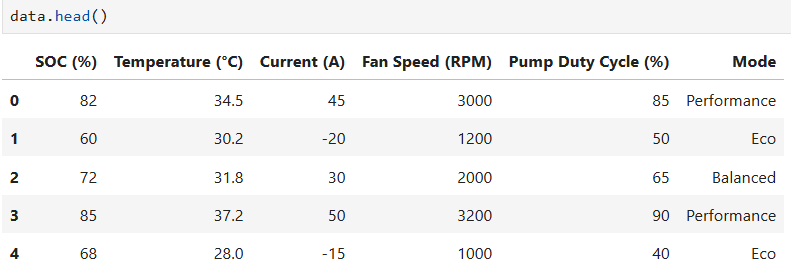 data.head()
SOC (%) Temperature (°C) Current (A) Fan Speed (RPM) Pump Duty Cycle (%) Mode
0 82 34.5 45 3000 85 Performance
1 60 30.2 -20 1200 50 Eco
2 72 31.8 30 2000 65 Balanced
3 85 37.2 50 3200 90 Performance
4 68 28.0 -15 1000 40 Eco